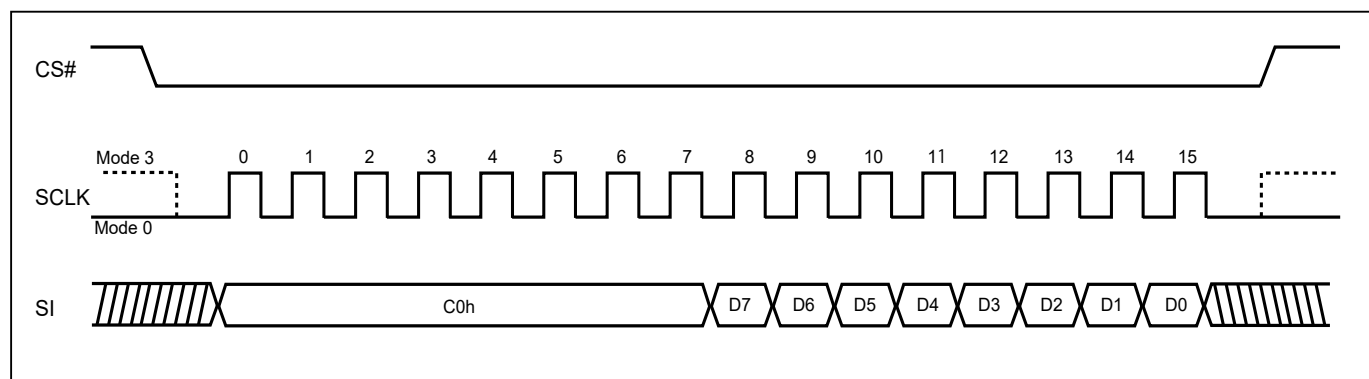 CS#
Mode 3 0 1 2 3 4 5 6 7 8 9 10 11 12 13 14 15
SCLK
Mode 0
SI C0h D7 D6 D5 D4 D3 D2 D1 D0